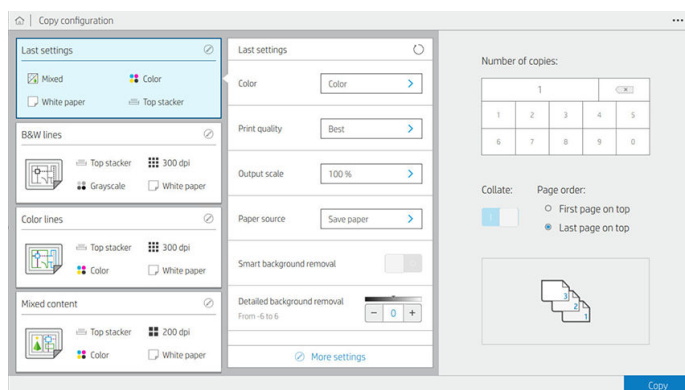 Copy configuration
Last settings
Mixed
Color
White paper
Top stacker
B&W lines
Top stacker
300 dpi
Grayscale
White paper
Color lines
Top stacker
300 dpi
Color
White paper
Mixed content
Top stacker
200 dpi
Color
White paper
Last settings
Color
Color
Print quality
Best
Output scale
100 %
Paper source
Save paper
Smart background removal
Detailed background removal
From -6 to 6
− 0 +
More settings
Number of copies:
1
1 2 3 4 5
6 7 8 9 0
Collate:
Page order:
First page on top
Last page on top
3
2
1
Copy